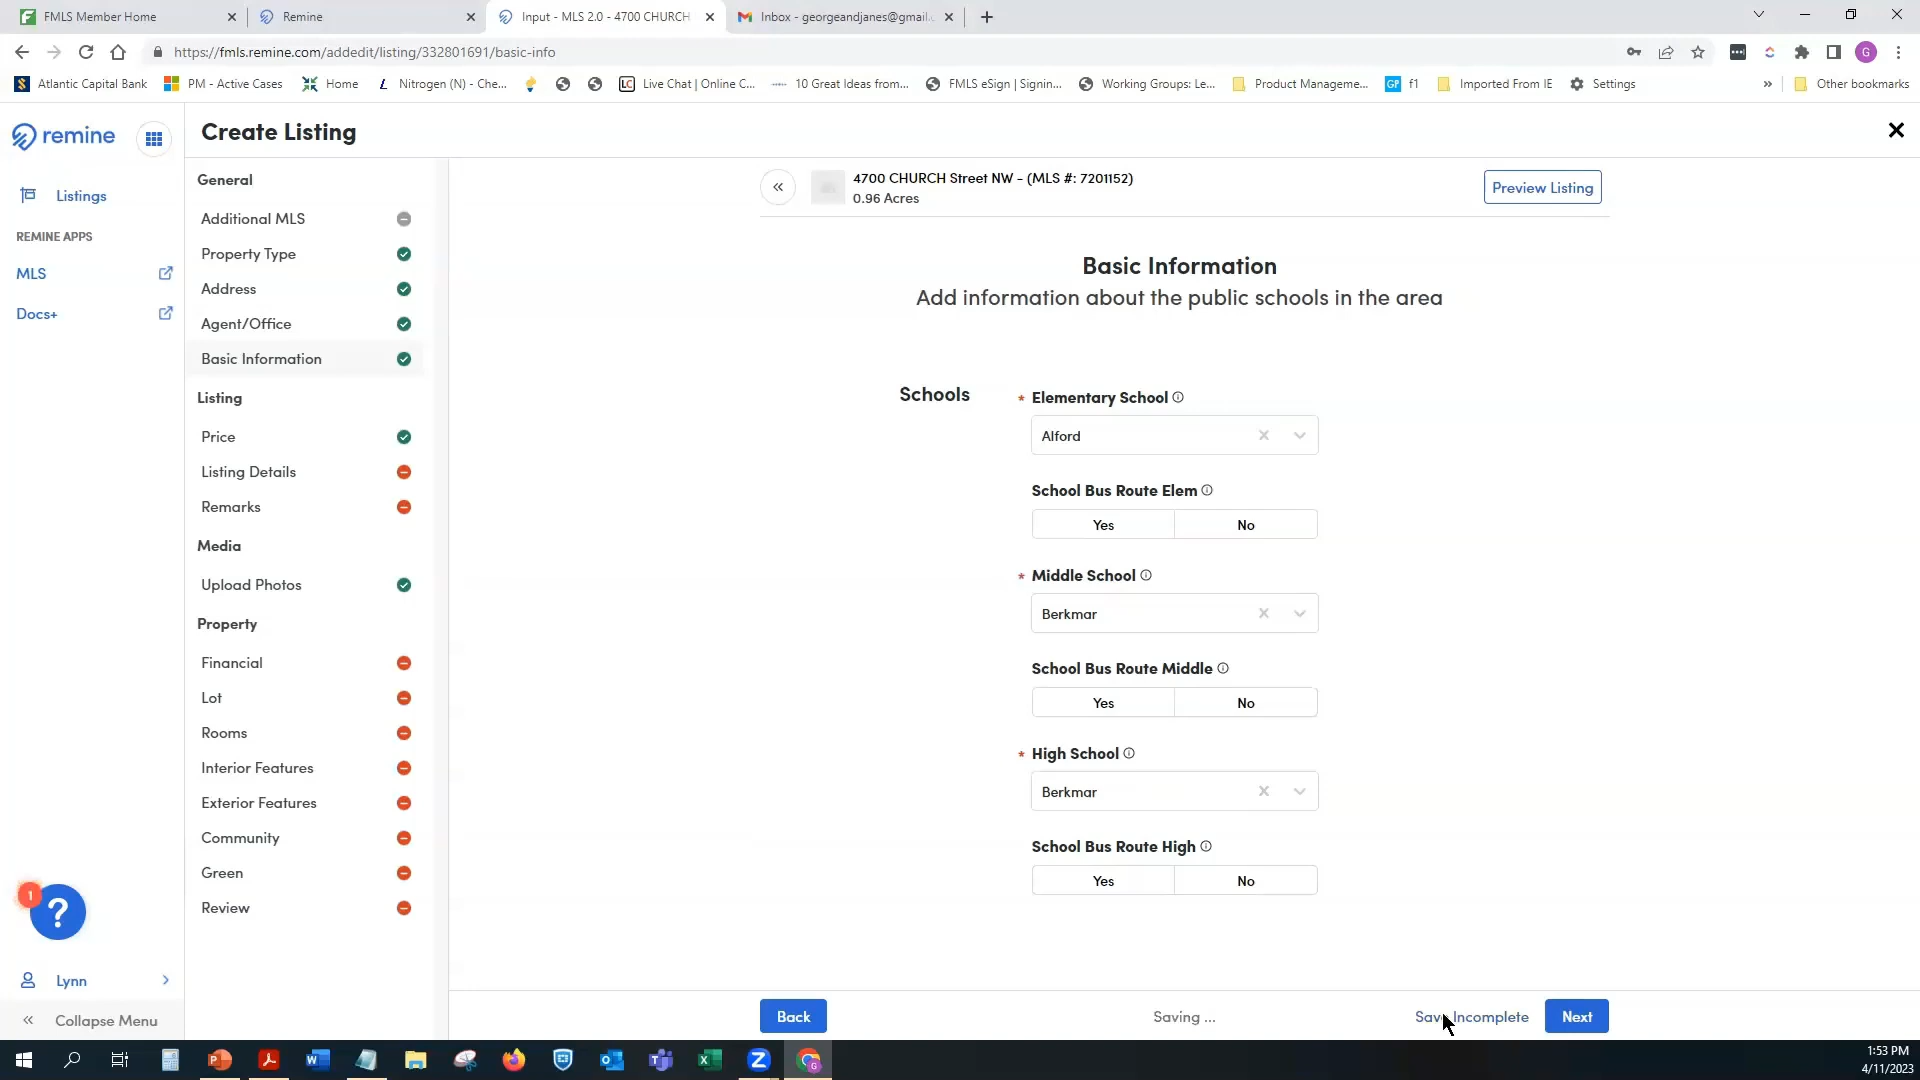 FMLS Member Home
Remine
Input - MLS 2.0 - 4700 CHURCH
Inbox - georgeandjanes@gmail.
https://fmls.remine.com/addedit/listing/332801691/basic-info
G
Atlantic Capital Bank
PM - Active Cases
Home
Nitrogen (N) - Che...
LC Live Chat | Online C...
10 Great Ideas from...
FMLS eSign | Signin...
Working Groups: Le...
Product Manageme...
GP f1
Imported From IE
Settings
»
Other bookmarks
remine
Create Listing
Listings
REMINE APPS
MLS
Docs+
General
Additional MLS
Property Type
Address
Agent/Office
Basic Information
Listing
Price
Listing Details
Remarks
Media
Upload Photos
Property
Financial
Lot
Rooms
Interior Features
Exterior Features
Community
Green
Review
4700 CHURCH Street NW - (MLS #: 7201152)
0.96 Acres
Preview Listing
Basic Information
Add information about the public schools in the area
Schools
* Elementary School
Alford
School Bus Route Elem
Yes No
* Middle School
Berkmar
School Bus Route Middle
Yes No
* High School
Berkmar
School Bus Route High
Yes No
1
?
Lynn
Collapse Menu
Back
Saving ...
Save Incomplete
Next
1:53 PM
4/11/2023